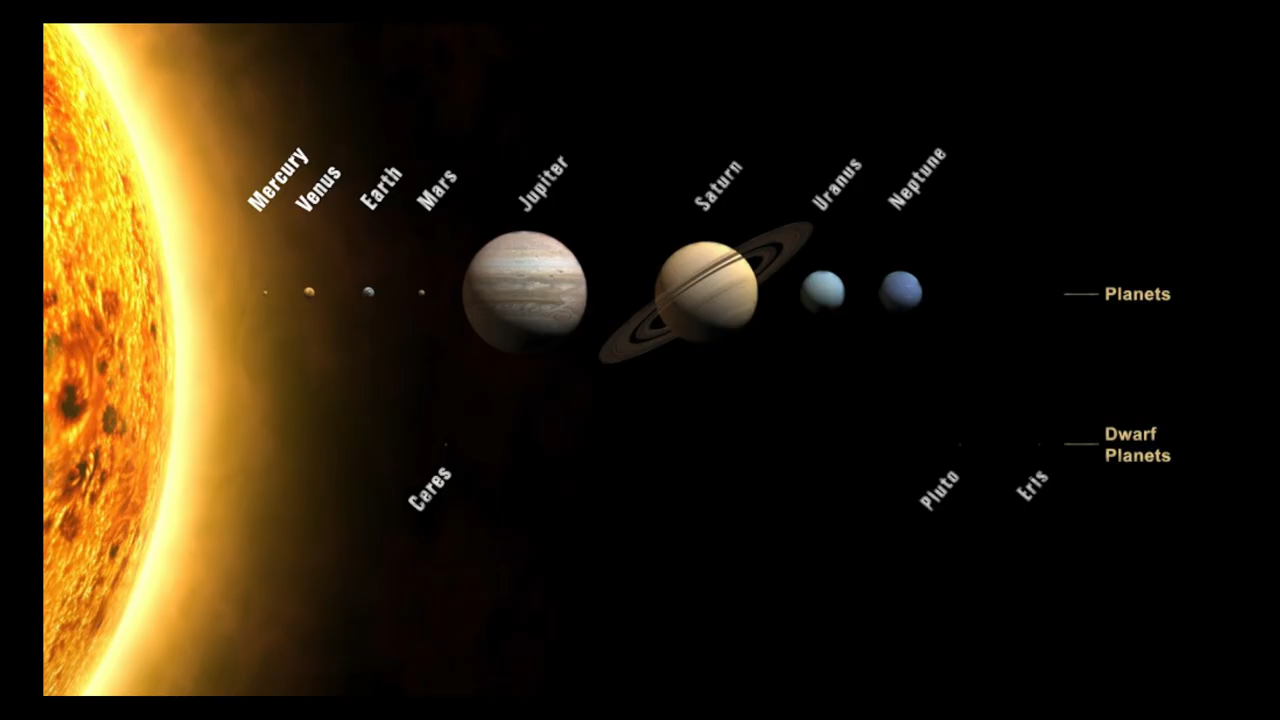 Mercury
Venus
Earth
Mars
Jupiter
Saturn
Uranus
Neptune
Planets
Dwarf
Planets
Ceres
Pluto
Eris